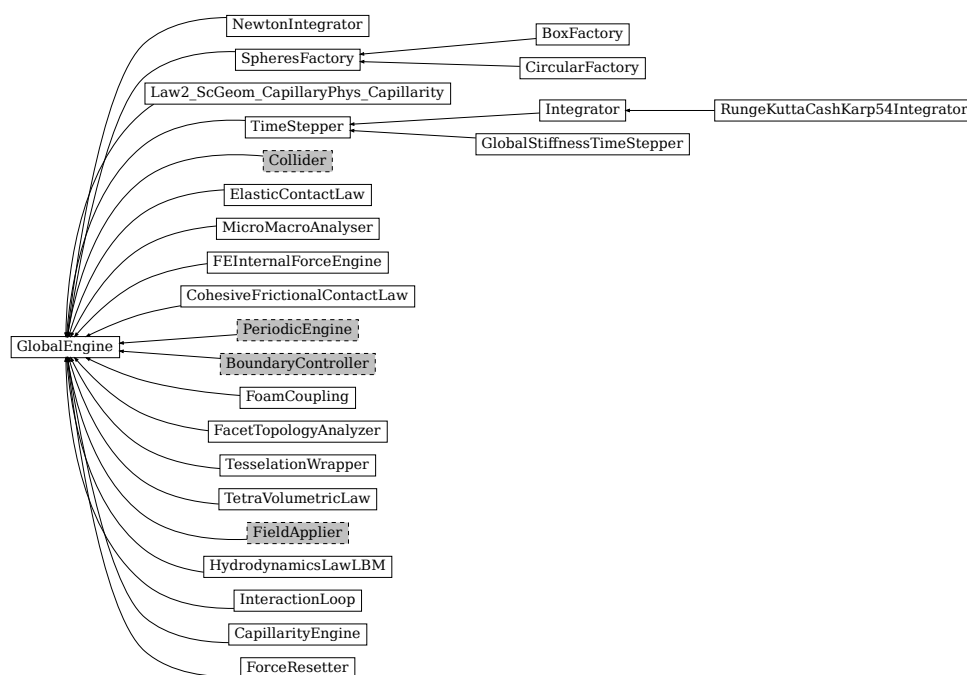 NewtonIntegrator
BoxFactory
SpheresFactory
CircularFactory
Law2_ScGeom_CapillaryPhys_Capillarity
Integrator
RungeKuttaCashKarp54Integrator
TimeStepper
GlobalStiffnessTimeStepper
Collider
ElasticContactLaw
MicroMacroAnalyser
FEInternalForceEngine
CohesiveFrictionalContactLaw
PeriodicEngine
GlobalEngine
BoundaryController
FoamCoupling
FacetTopologyAnalyzer
TesselationWrapper
TetraVolumetricLaw
FieldApplier
HydrodynamicsLawLBM
InteractionLoop
CapillarityEngine
ForceResetter